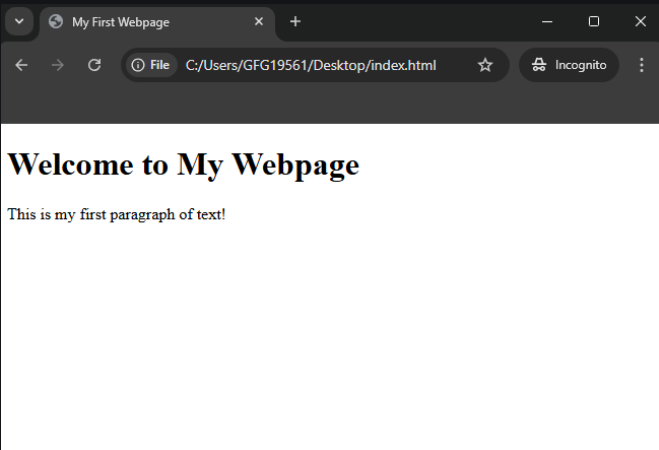 My First Webpage
File C:/Users/GFG19561/Desktop/index.html Incognito
Welcome to My Webpage
This is my first paragraph of text!